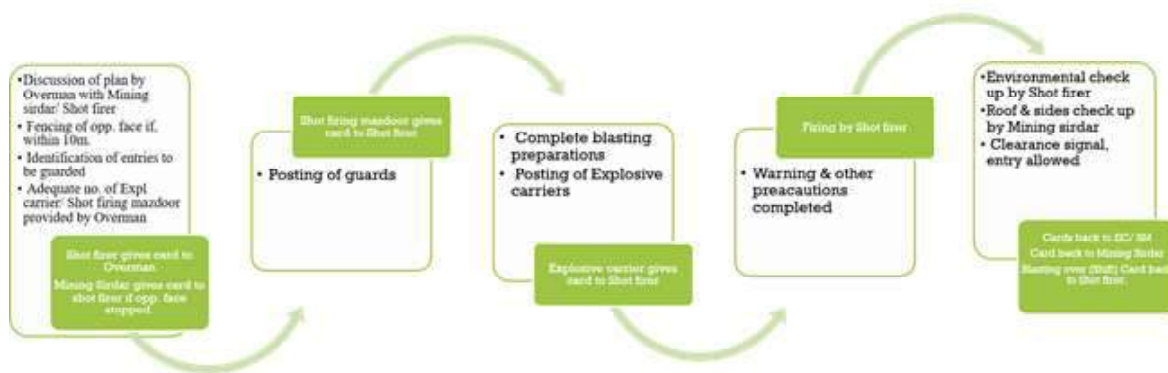 •Discussion of plan by
Overman with Mining
sirdar/ Shot firer
• Fencing of opp. face if,
within 10m.
• Identification of entries to
be guarded
• Adequate no. of Expl
carrier/ Shot firing mazdoor
provided by Overman
Shot firer gives card to
Overman.
Mining Sirdar gives card to
shot firer if opp. face
stopped.
Shot firing mazdoor gives
card to Shot firer
• Posting of guards
• Complete blasting
preparations
• Posting of Explosive
carriers
Explosive carrier gives
card to Shot firer
Firing by Shot firer
• Warning & other
preacautions
completed
•Environmental check
up by Shot firer
•Roof & sides check up
by Mining sirdar
• Clearance signal,
entry allowed
Cards back to EC/ SM
Card back to Mining Sirdar
Blasting over (Shift) Card back
to Shot firer.